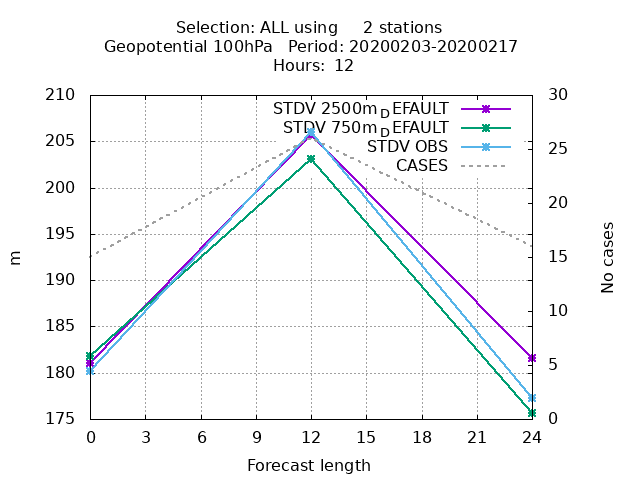 Selection: ALL using 2 stations
Geopotential 100hPa Period: 20200203-20200217
Hours: 12
STDV 2500mDEFAULT
STDV 750mDEFAULT
STDV OBS
CASES
210
205
200
195
190
185
180
175
30
25
20
15
10
5
0
m
No cases
0 3 6 9 12 15 18 21 24
Forecast length